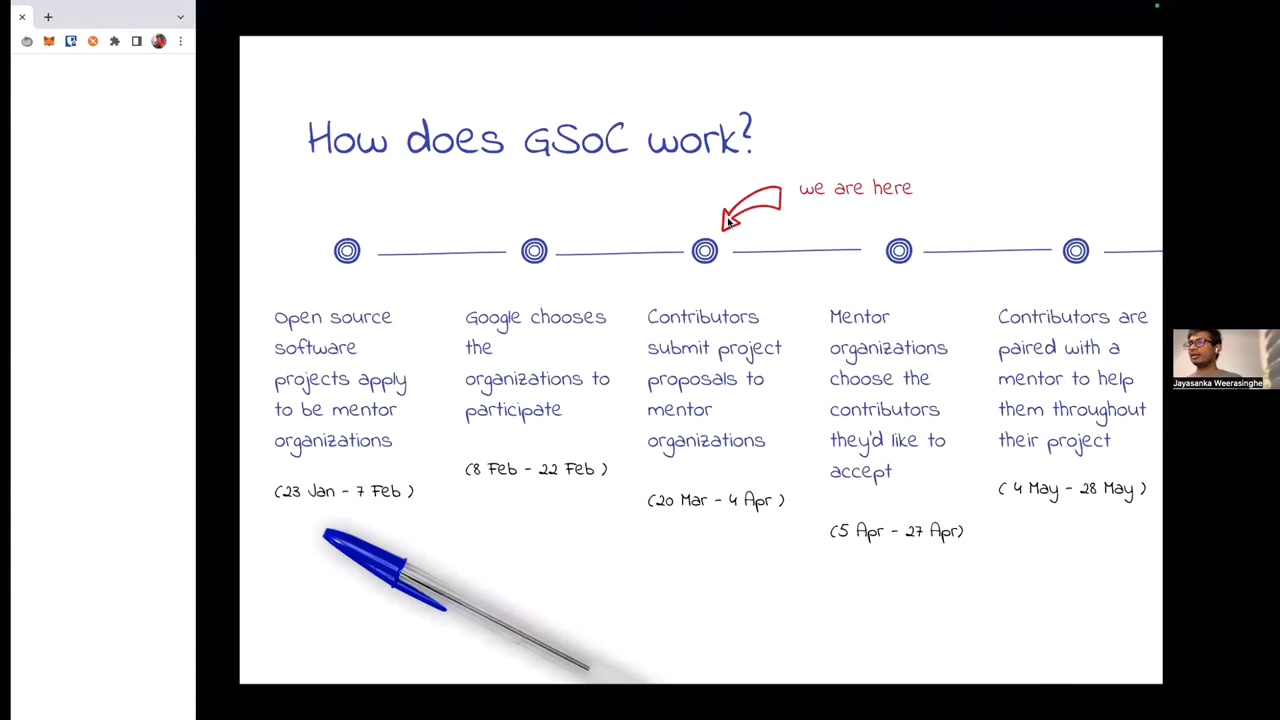 How does GSoC work?
we are here
Open source
software
projects apply
to be mentor
organizations
(23 Jan - 7 Feb )
Google chooses
the
organizations to
participate
(8 Feb - 22 Feb )
Contributors
submit project
proposals to
mentor
organizations
(20 Mar - 4 Apr )
Mentor
organizations
choose the
contributors
they'd like to
accept
(5 Apr - 27 Apr)
Contributors are
paired with a
mentor to help
them throughout
their project
( 4 May - 28 May )
Jayasanka Weerasinghe